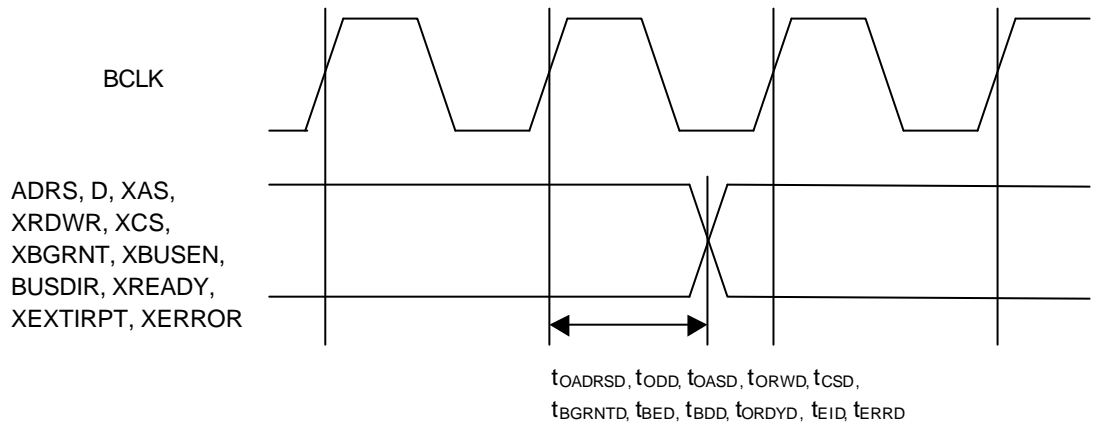 BCLK
ADRS, D, XAS,
XRDWR, XCS,
XBGRNT, XBUSEN,
BUSDIR, XREADY,
XEXTIRPT, XERROR
tOADRSD, tODD, tOASD, tORWD, tCSD,
tBGRNTD, tBED, tBDD, tORDYD, tEID, tERRD